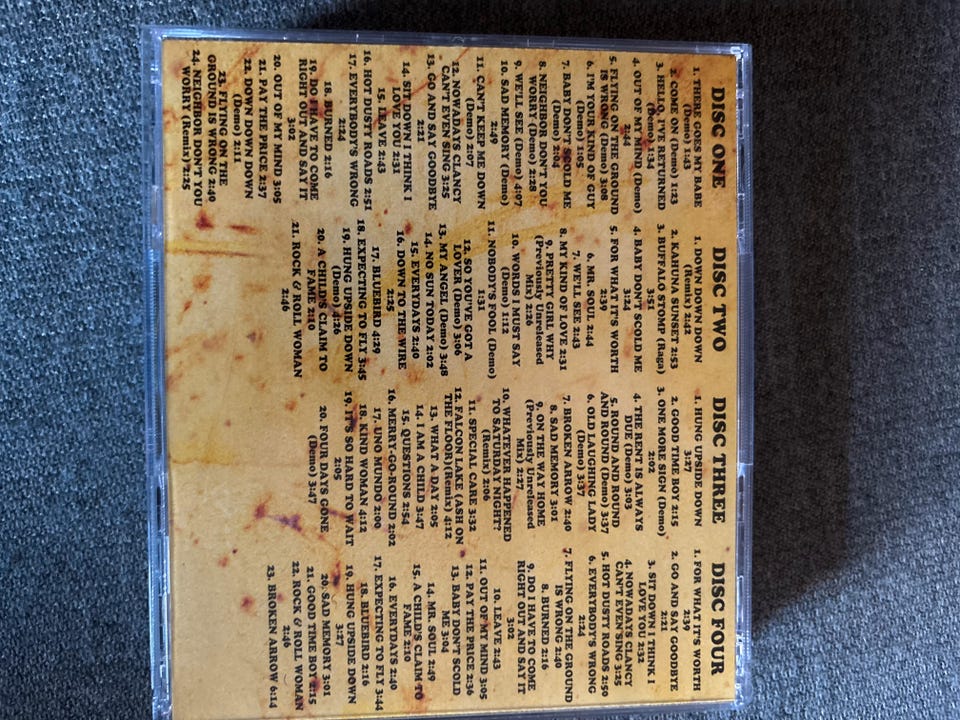 DISC ONE
1. THERE GOES MY BABE
(Demo) 1:43
2. COME ON (Demo) 1:23
3. HELLO, I'VE RETURNED
(Demo) 1:34
4. OUT OF MY MIND (Demo)
2:44
5. FLYING ON THE GROUND
IS WRONG (Demo) 3:08
6. I'M YOUR KIND OF GUY
(Demo) 1:05
7. BABY DON'T SCOLD ME
(Demo) 2:04
8. NEIGHBOR DON'T YOU
WORRY (Demo) 2:28
9. WE'LL SEE (Demo) 4:07
10. SAD MEMORY (Demo)
2:49
11. CAN'T KEEP ME DOWN
(Demo) 2:07
12. NOWADAYS CLANCY
CAN'T EVEN SING 3:25
13. GO AND SAY GOODBYE
2:21
14. SIT DOWN I THINK I
LOVE YOU 2:31
15. LEAVE 2:43
16. HOT DUSTY ROADS 2:51
17. EVERYBODY'S WRONG
2:24
18. BURNED 2:16
19. DO I HAVE TO COME
RIGHT OUT AND SAY IT
3:02
20. OUT OF MY MIND 3:05
21. PAY THE PRICE 2:37
22. DOWN DOWN DOWN
(Demo) 2:11
23. FLYING ON THE
GROUND IS WRONG 2:40
24. NEIGHBOR DON'T YOU
WORRY (Remix) 2:25
DISC TWO
1. DOWN DOWN DOWN
(Remix) 2:42
2. KAHUNA SUNSET 2:53
3. BUFFALO STOMP (Raga)
3:51
4. BABY DON'T SCOLD ME
3:24
5. FOR WHAT IT'S WORTH
2:39
6. MR. SOUL 2:44
7. WE'LL SEE 2:43
8. MY KIND OF LOVE 2:31
9. PRETTY GIRL WHY
(Previously Unreleased
Mix) 2:26
10. WORDS I MUST SAY
(Demo) 1:12
11. NOBODY'S FOOL (Demo)
1:31
12. SO YOU'VE GOT A
LOVER (Demo) 3:06
13. MY ANGEL (Demo) 3:48
14. NO SUN TODAY 2:02
15. EVERYDAYS 2:40
16. DOWN TO THE WIRE
2:25
17. BLUEBIRD 4:29
18. EXPECTING TO FLY 3:45
19. HUNG UPSIDE DOWN
(Demo) 4:26
20. A CHILD'S CLAIM TO
FAME 2:10
21. ROCK & ROLL WOMAN
2:46
DISC THREE
1. HUNG UPSIDE DOWN
3:27
2. GOOD TIME BOY 2:15
3. ONE MORE SIGN (Demo)
2:02
4. THE RENT IS ALWAYS
DUE (Demo) 3:03
5. ROUND AND ROUND
AND ROUND (Demo) 3:37
6. OLD LAUGHING LADY
(Demo) 3:37
7. BROKEN ARROW 2:40
8. SAD MEMORY 3:01
9. ON THE WAY HOME
(Previously Unreleased
Mix) 2:27
10. WHATEVER HAPPENED
TO SATURDAY NIGHT?
(Remix) 2:06
11. SPECIAL CARE 3:32
12. FALCON LAKE (ASH ON
THE FLOOR)(Remix) 4:12
13. WHAT A DAY 2:05
14. I AM A CHILD 3:47
15. QUESTIONS 2:54
16. MERRY-GO-ROUND 2:02
17. UNO MUNDO 2:00
18. KIND WOMAN 4:12
19. IT'S SO HARD TO WAIT
2:05
20. FOUR DAYS GONE
(Demo) 3:47
DISC FOUR
1. FOR WHAT IT'S WORTH
2:39
2. GO AND SAY GOODBYE
2:21
3. SIT DOWN I THINK I
LOVE YOU 2:32
4. NOWADAYS CLANCY
CAN'T EVEN SING 3:25
5. HOT DUSTY ROADS 2:50
6. EVERYBODY'S WRONG
2:24
7. FLYING ON THE GROUND
IS WRONG 2:40
8. BURNED 2:16
9. DO I HAVE TO COME
RIGHT OUT AND SAY IT
3:02
10. LEAVE 2:43
11. OUT OF MY MIND 3:05
12. PAY THE PRICE 2:36
13. BABY DON'T SCOLD
ME 3:04
14. MR. SOUL 2:49
15. A CHILD'S CLAIM TO
FAME 2:10
16. EVERYDAYS 2:40
17. EXPECTING TO FLY 3:44
18. BLUEBIRD 2:16
19. HUNG UPSIDE DOWN
3:27
20. SAD MEMORY 3:01
21. GOOD TIME BOY 2:15
22. ROCK & ROLL WOMAN
2:46
23. BROKEN ARROW 6:14